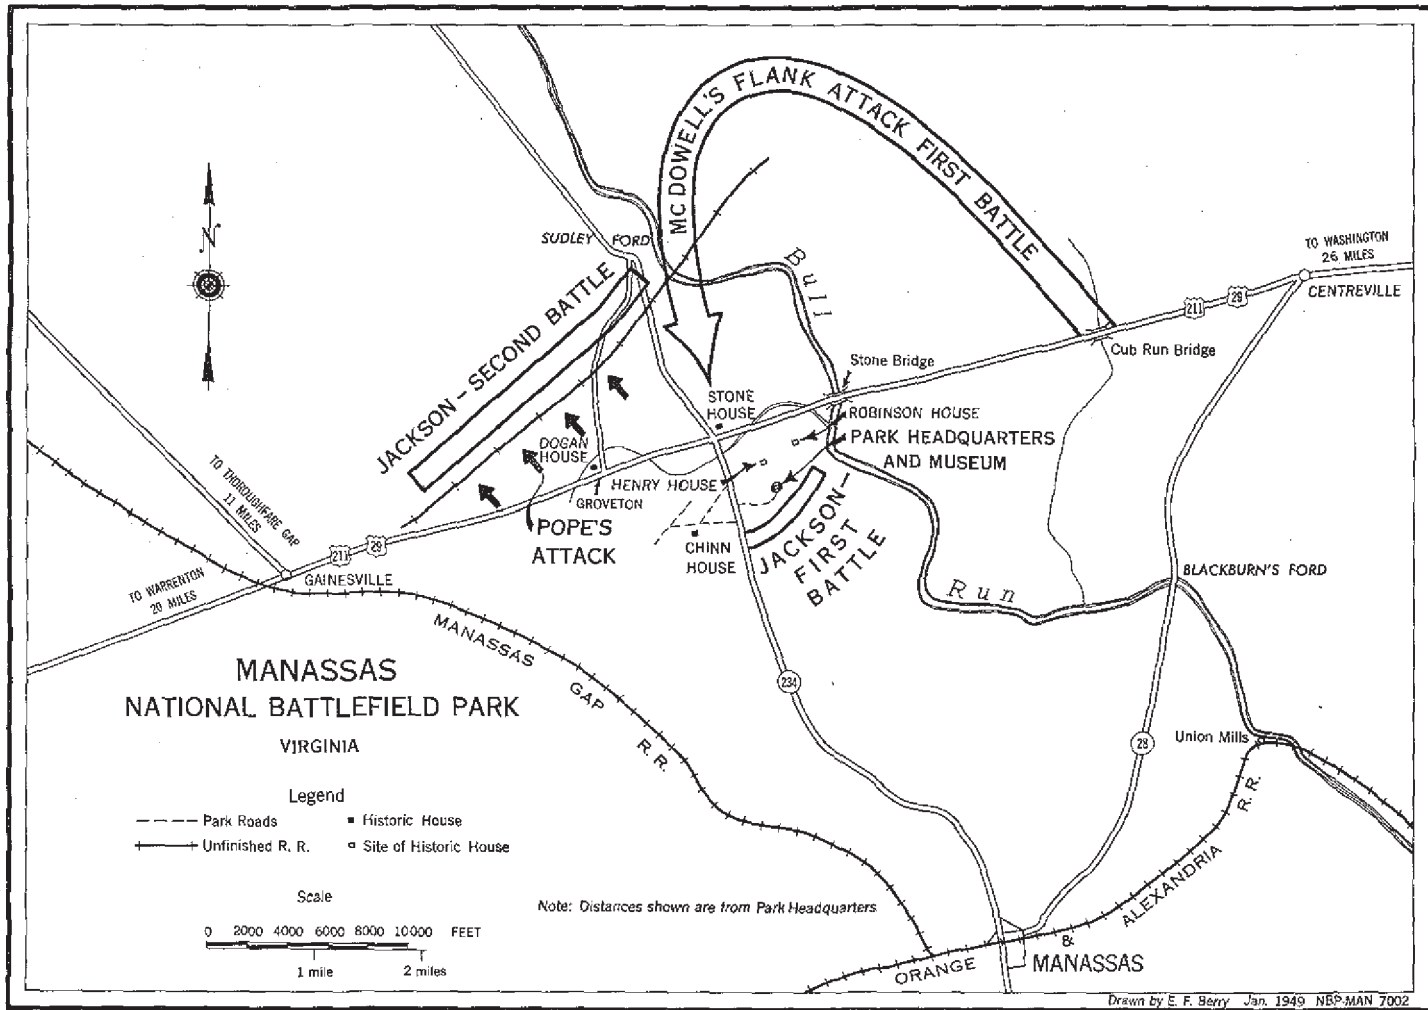 McDOWELL'S FLANK ATTACK FIRST BATTLE
N
SUDLEY FORD
Bull
TO WASHINGTON
26 MILES
CENTREVILLE
211
29
Cub Run Bridge
JACKSON - SECOND BATTLE
Stone Bridge
STONE
HOUSE
ROBINSON HOUSE
PARK HEADQUARTERS
AND MUSEUM
DOGAN
HOUSE
HENRY HOUSE
GROVETON
POPE'S
ATTACK
CHINN
HOUSE
JACKSON-
FIRST
BATTLE
TO THOROUGHFARE GAP
11 MILES
211
29
GAINESVILLE
TO WARRENTON
20 MILES
Run
BLACKBURN'S FORD
MANASSAS GAP R.R.
234
28
Union Mills
MANASSAS
NATIONAL BATTLEFIELD PARK
VIRGINIA
Legend
Park Roads
Historic House
Unfinished R. R.
Site of Historic House
Scale
0 2000 4000 6000 8000 10000 FEET
1 mile 2 miles
Note: Distances shown are from Park Headquarters
ORANGE & ALEXANDRIA R.R.
MANASSAS
Drawn by E. F. Berry Jan. 1949 NBP-MAN 7002